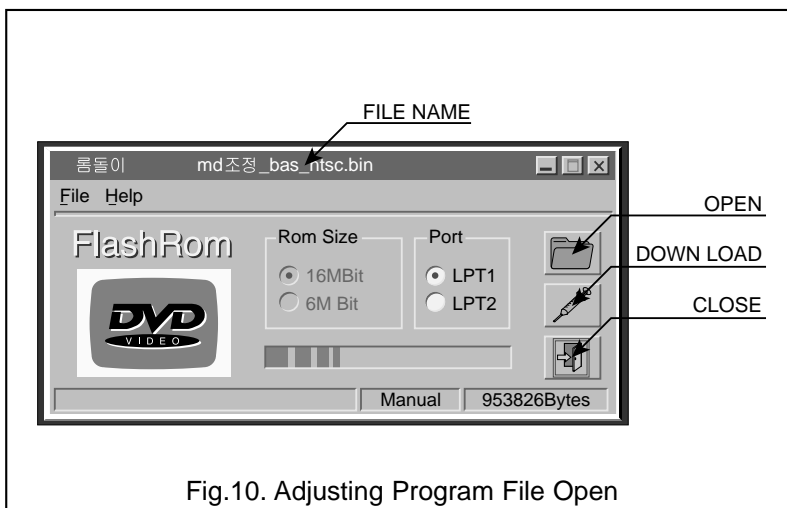 FILE NAME
롬돌이 md조정_bas_ntsc.bin
File Help
OPEN
FlashRom
Rom Size
Port
DOWN LOAD
16MBit
LPT1
6M Bit
LPT2
CLOSE
DVD
VIDEO
Manual 953826Bytes
Fig.10. Adjusting Program File Open